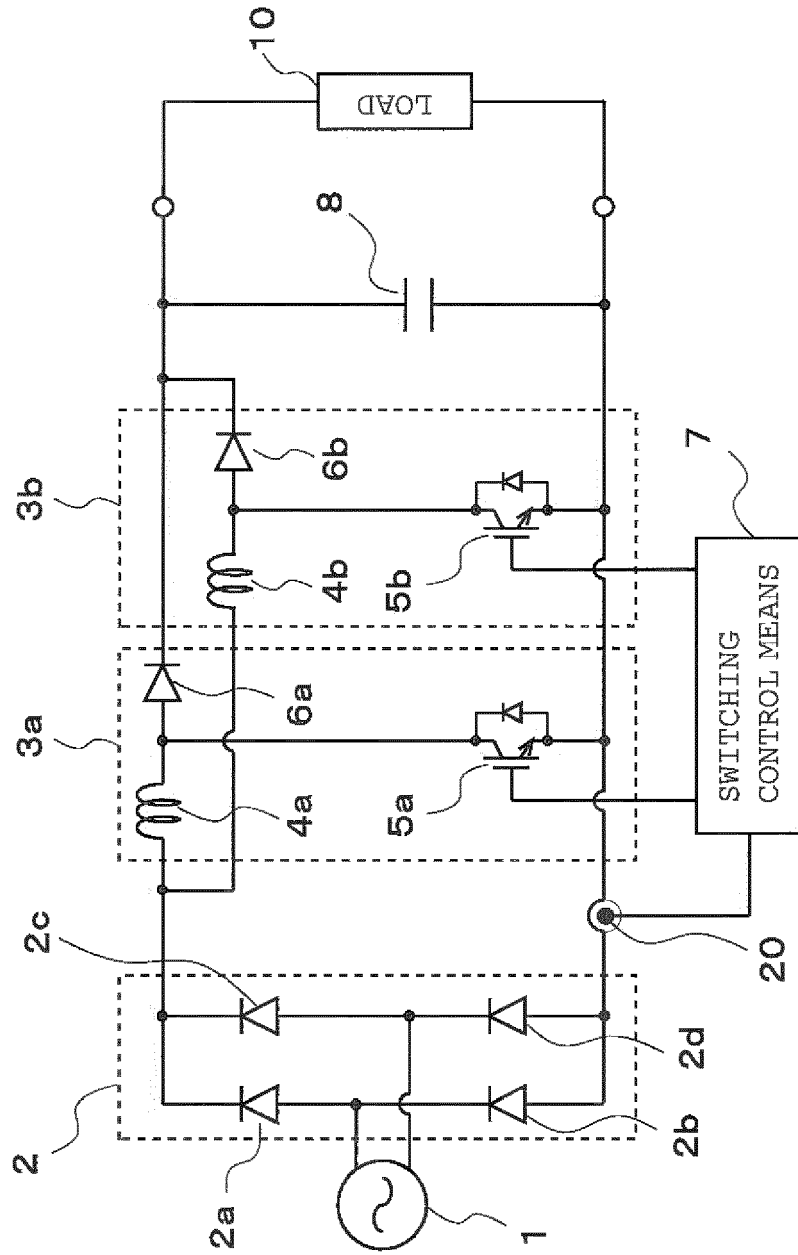 10
LOAD
8
3b
6b
4b
5b
7
SWITCHING
CONTROL MEANS
3a
6a
4a
5a
20
2c
2d
2
2a
2b
1